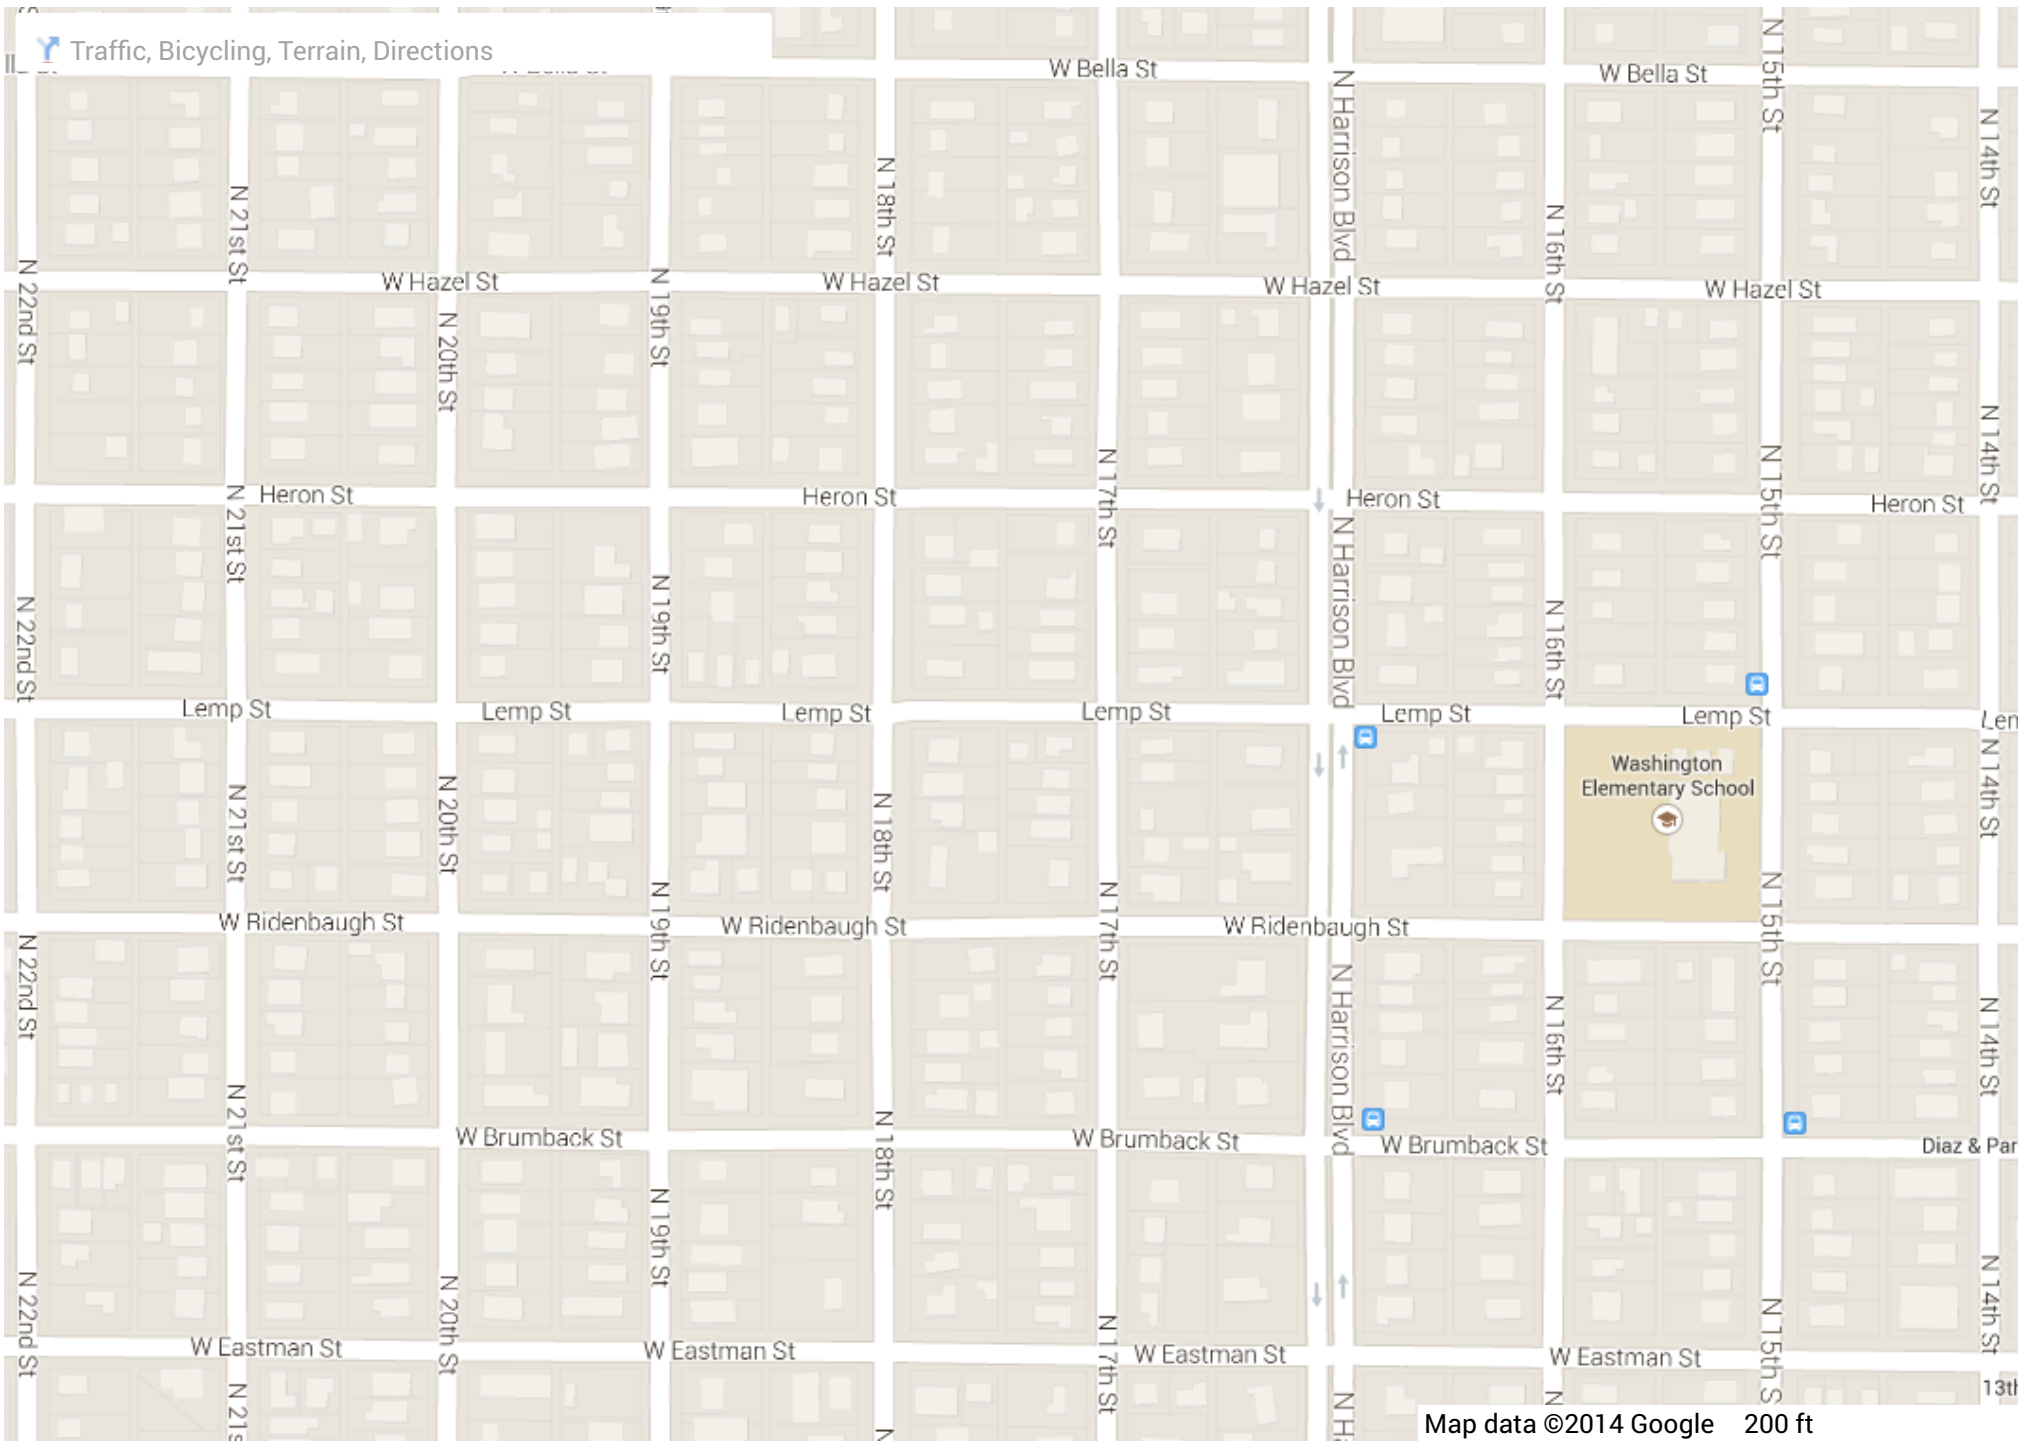 Traffic, Bicycling, Terrain, Directions
W Bella St
W Bella St
N 15th St
N Harrison Blvd
N 14th St
N 18th St
N 21st St
N 16th St
N 22nd St
W Hazel St
N 19th St
W Hazel St
W Hazel St
W Hazel St
N 20th St
N 14th St
N 17th St
N 15th St
N 21st St
Heron St
Heron St
Heron St
Heron St
N Harrison Blvd
N 19th St
N 22nd St
N 16th St
Lemp St
Lemp St
Lemp St
Lemp St
Lemp St
Lemp St
Len
Washington
Elementary School
N 14th St
N 20th St
N 21st St
N 18th St
N 19th St
N 17th St
N 15th St
W Ridenbaugh St
W Ridenbaugh St
W Ridenbaugh St
N 22nd St
N Harrison Blvd
N 16th St
N 14th St
N 21st St
N 18th St
W Brumback St
W Brumback St
W Brumback St
Diaz & Par
N 19th St
N 22nd St
N 20th St
N 14th St
N 17th St
N 15th S
W Eastman St
W Eastman St
W Eastman St
W Eastman St
13th
N 21s
N
N Ha
N
Map data ©2014 Google 200 ft